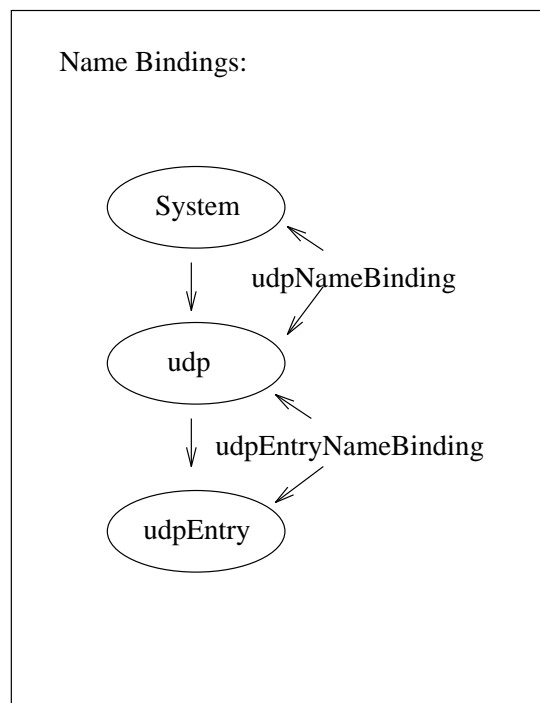 Name Bindings:
System
udpNameBinding
udp
udpEntryNameBinding
udpEntry